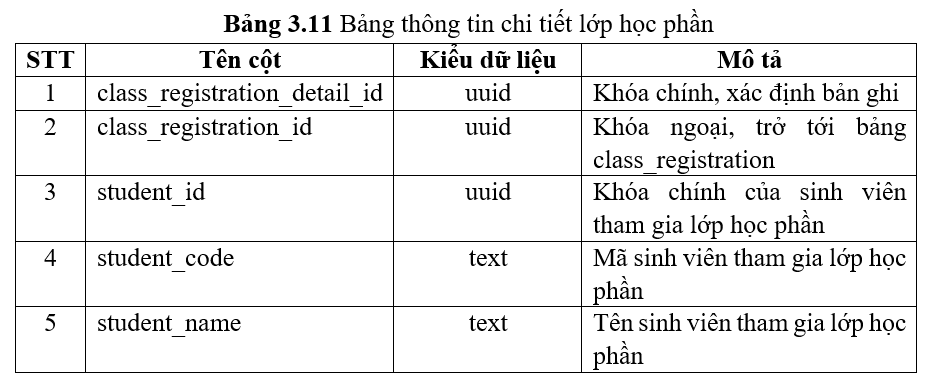 Bảng 3.11 Bảng thông tin chi tiết lớp học phần
STT Tên cột Kiểu dữ liệu Mô tả
1 class_registration_detail_id uuid Khóa chính, xác định bản ghi
2 class_registration_id uuid Khóa ngoại, trở tới bảng
class_registration
3 student_id uuid Khóa chính của sinh viên
tham gia lớp học phần
4 student_code text Mã sinh viên tham gia lớp học
phần
5 student_name text Tên sinh viên tham gia lớp học
phần